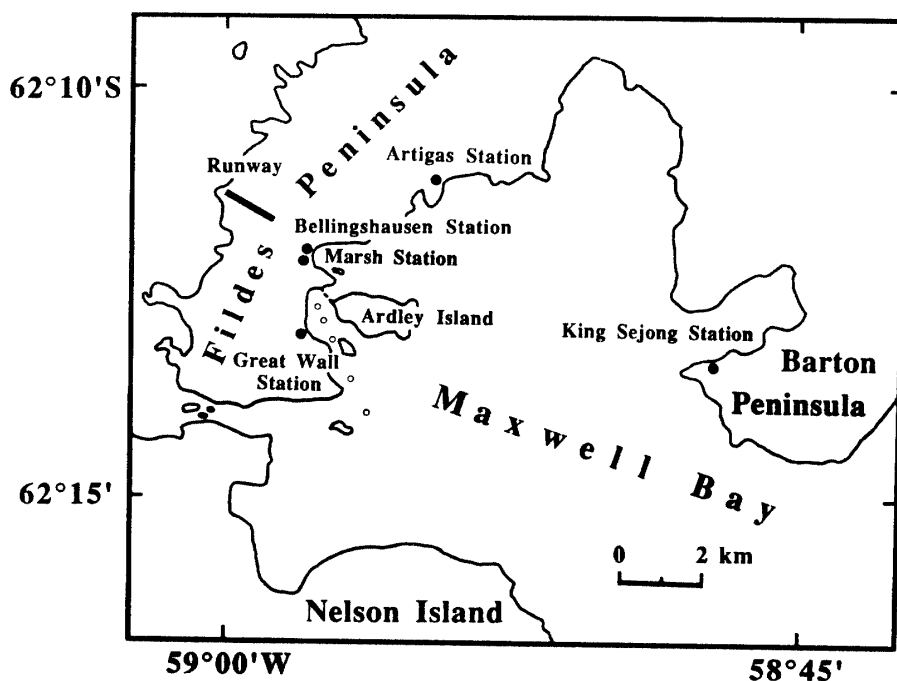 62°10'S
Fildes Peninsula
Runway
Artigas Station
Bellingshausen Station
Marsh Station
Ardley Island
Great Wall
Station
King Sejong Station
Barton
Peninsula
Maxwell Bay
62°15'
0 2 km
Nelson Island
59°00'W
58°45'